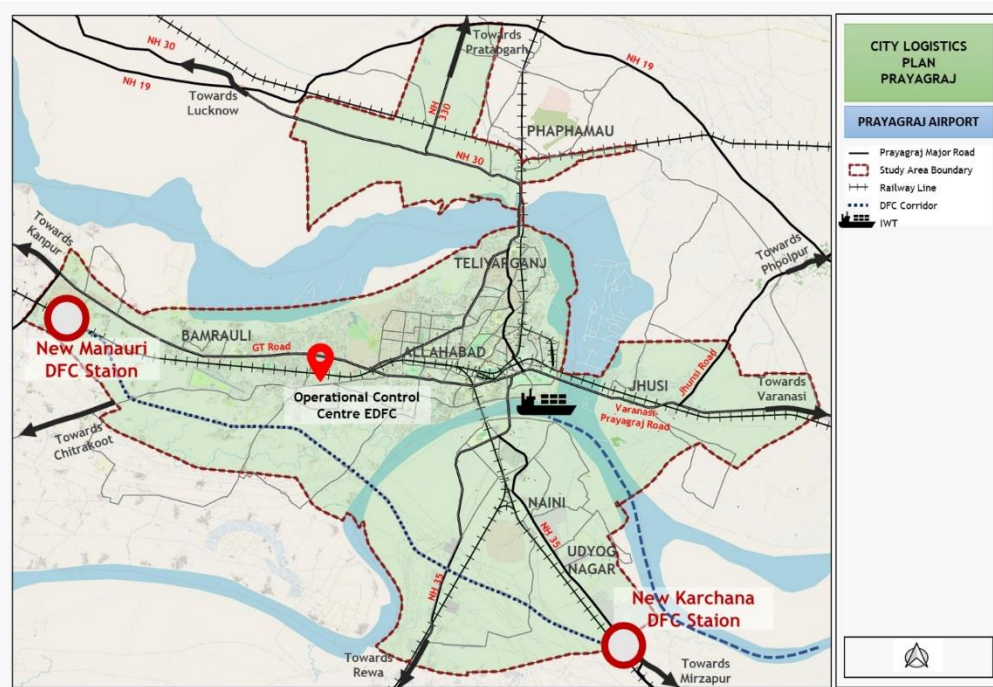 CITY LOGISTICS
PLAN
PRAYAGRAJ
PRAYAGRAJ AIRPORT
Prayagraj Major Road
Study Area Boundary
Railway Line
DFC Corridor
IWT
NH 30
NH 19
Towards
Lucknow
Towards
Pratapgarh
NH
330
NH 19
PHAPHAMAU
NH 30
Towards
Kanpur
TELIYARGANJ
Towards
Phoolpur
BAMRAULI
GT Road
ALLAHABAD
New Manauri
DFC Staion
Operational Control
Centre EDFC
JHUSI
Jhunsi Road
Towards
Varanasi
Varanasi-
Prayagraj Road
Towards
Chitrakoot
NAINI
NH 35
UDYOG
NAGAR
NH 35
New Karchana
DFC Staion
Towards
Rewa
Towards
Mirzapur